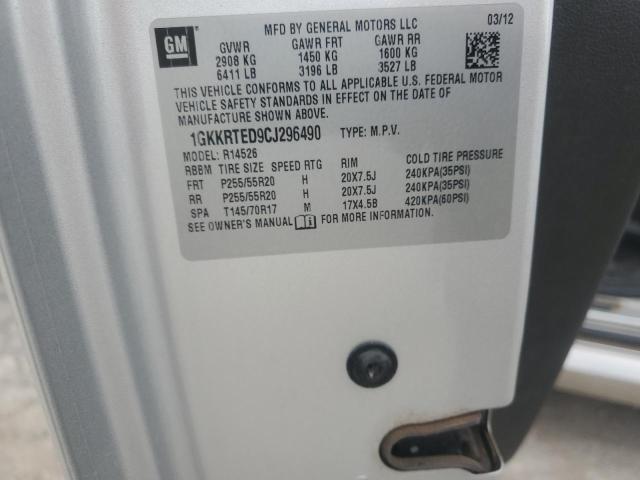 GM
MFD BY GENERAL MOTORS LLC 03/12
GVWR GAWR FRT GAWR RR
2908 KG 1450 KG 1600 KG
6411 LB 3196 LB 3527 LB
THIS VEHICLE CONFORMS TO ALL APPLICABLE U.S. FEDERAL MOTOR
VEHICLE SAFETY STANDARDS IN EFFECT ON THE DATE OF
MANUFACTURE SHOWN ABOVE.
1GKKRTED9CJ296490 TYPE: M.P.V.
MODEL: R14526
RBBM TIRE SIZE SPEED RTG RIM COLD TIRE PRESSURE
FRT P255/55R20 H 20X7.5J 240KPA(35PSI)
RR P255/55R20 H 20X7.5J 240KPA(35PSI)
SPA T145/70R17 M 17X4.5B 420KPA(60PSI)
SEE OWNER'S MANUAL FOR MORE INFORMATION.